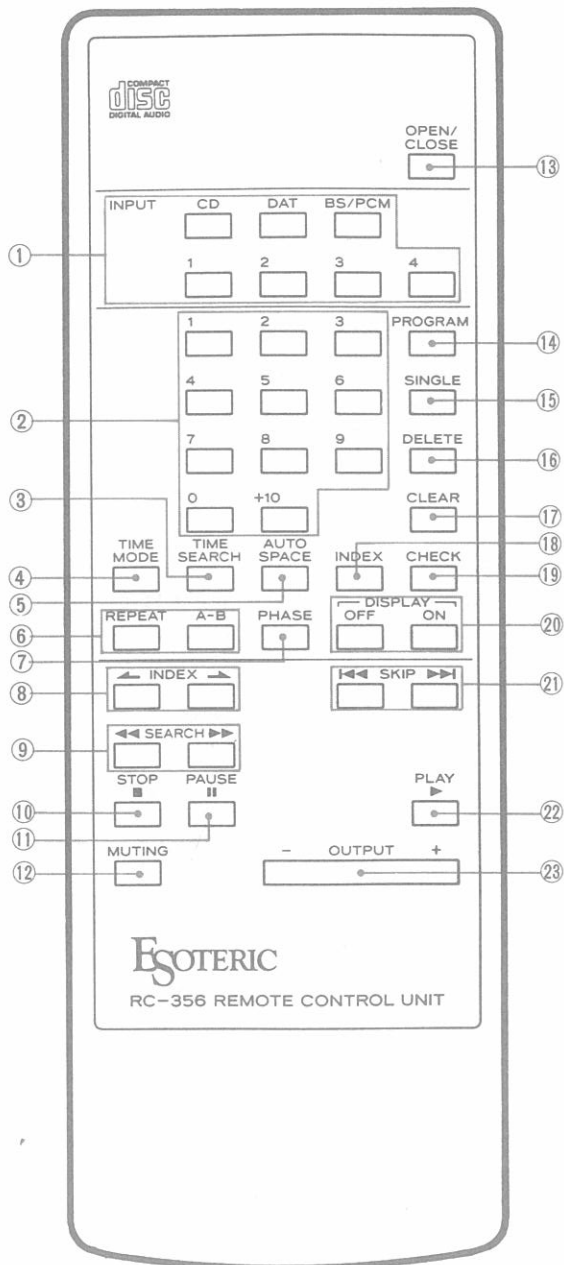 COMPACT
disc
DIGITAL AUDIO
OPEN/
CLOSE
⑬
INPUT CD DAT BS/PCM
①
1 2 3 4
1 2 3 PROGRAM
⑭
4 5 6 SINGLE
⑮
②
7 8 9 DELETE
⑯
③
0 +10 CLEAR
⑰
④
TIME
MODE
TIME
SEARCH
AUTO
SPACE
INDEX
CHECK
⑱
⑲
⑤
⑥
REPEAT A-B PHASE
DISPLAY
OFF ON
⑳
⑦
⑧
INDEX
⏮ SKIP ⏭
㉑
⑨
◀◀ SEARCH ▶▶
STOP PAUSE PLAY
■ ⏸ ▶
⑩
⑪
㉒
⑫
MUTING
- OUTPUT +
㉓
ESOTERIC
RC-356 REMOTE CONTROL UNIT